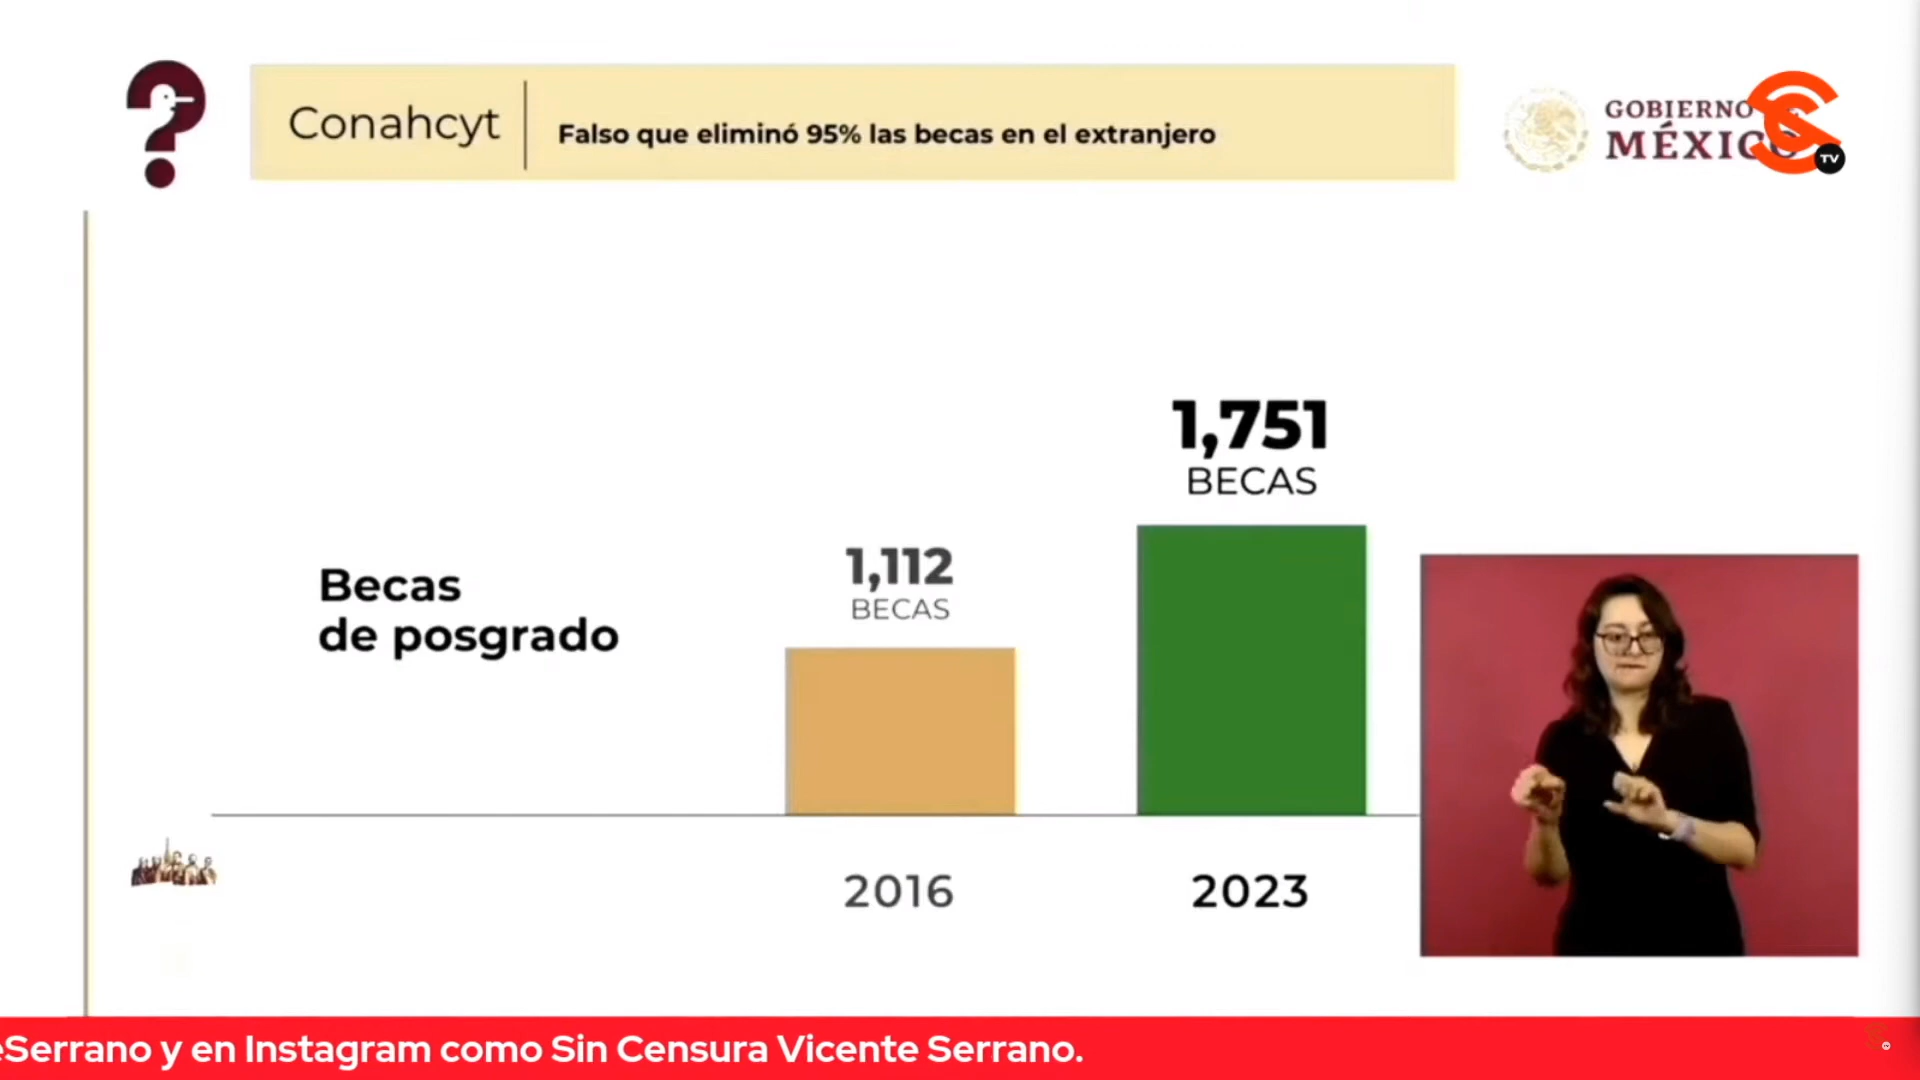 Conahcyt
Falso que eliminó 95% las becas en el extranjero
GOBIERNO
MÉXICO
TV
1,751
BECAS
1,112
BECAS
Becas
de posgrado
2016
2023
eSerrano y en Instagram como Sin Censura Vicente Serrano.